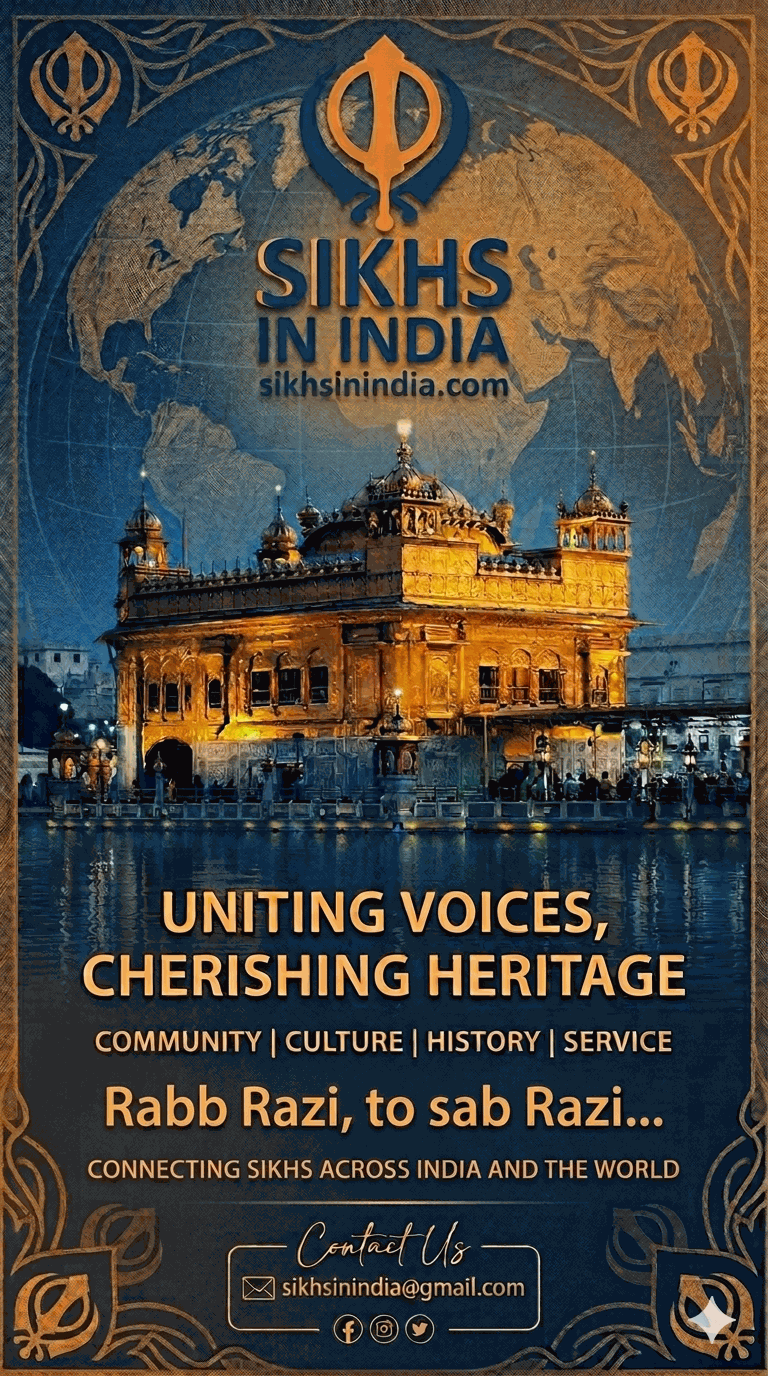 SIKHS
IN INDIA
sikhsinindia.com
UNITING VOICES,
CHERISHING HERITAGE
COMMUNITY | CULTURE | HISTORY | SERVICE
Rabb Razi, to sab Razi...
CONNECTING SIKHS ACROSS INDIA AND THE WORLD
Contact Us
sikhsinindia@gmail.com